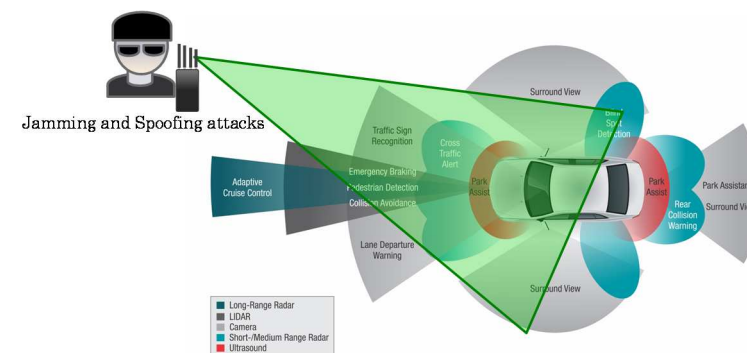 Jamming and Spoofing attacks
Surround View
Blind
Spot
Detection
Traffic Sign
Recognition
Cross
Traffic
Alert
Emergency Braking
Pedestrian Detection
Collision Avoidance
Adaptive
Cruise Control
Park
Assist
Park
Assist
Park Assistan
Surround Vi
Rear
Collision
Warning
Lane Departure
Warning
Surround View
Long-Range Radar
LIDAR
Camera
Short-/Medium Range Radar
Ultrasound